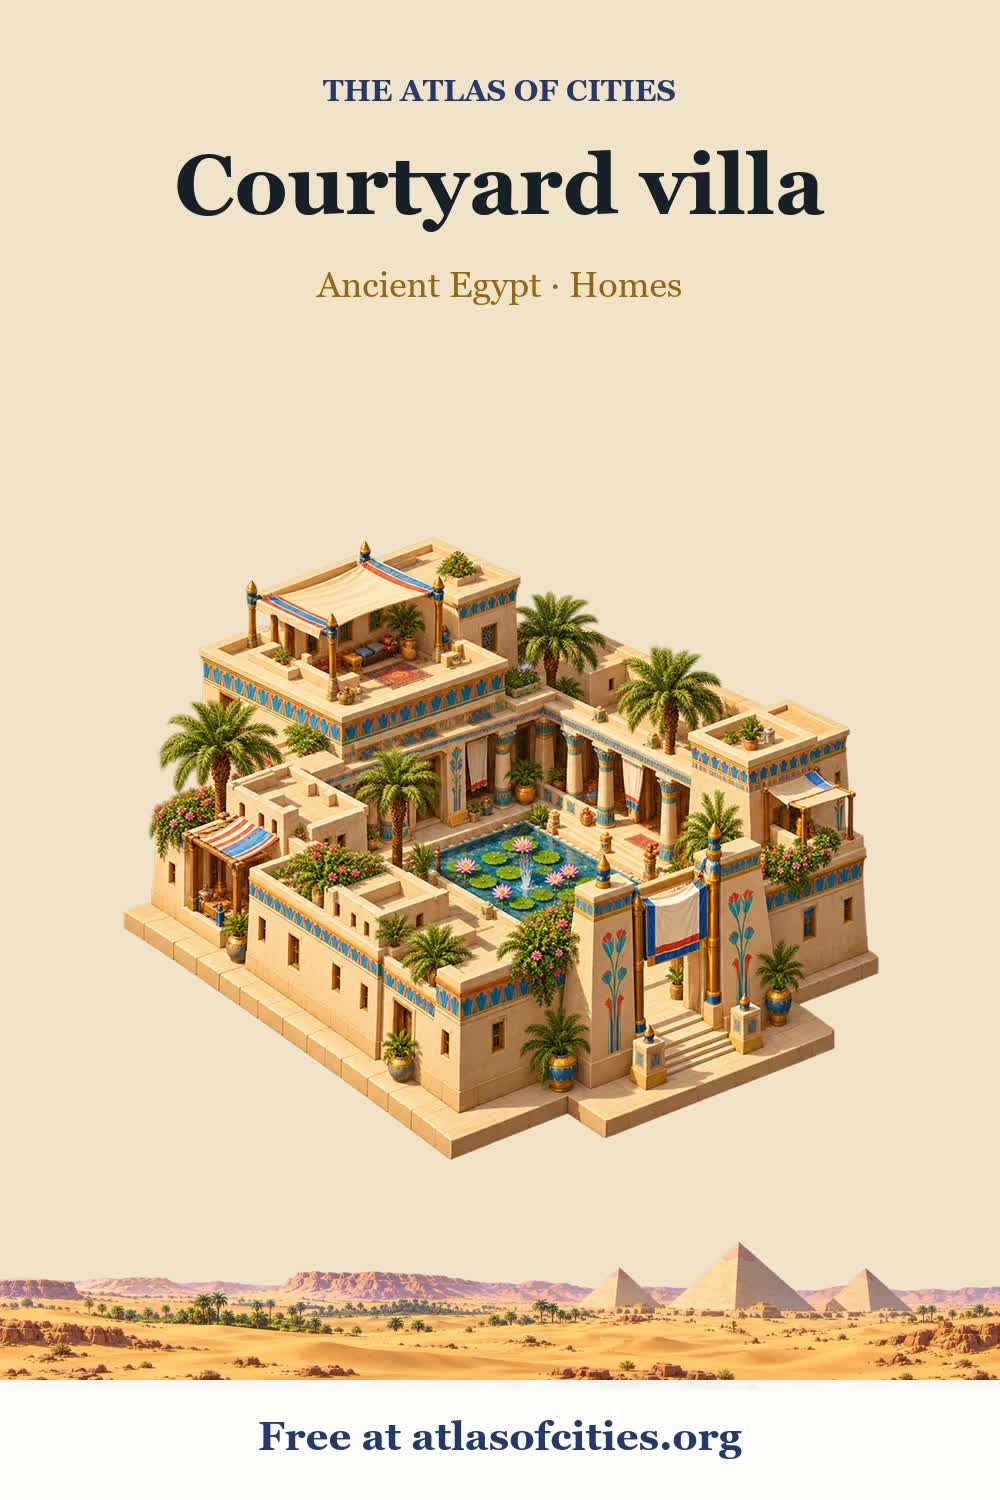 THE ATLAS OF CITIES
Courtyard villa
Ancient Egypt · Homes
Free at atlasofcities.org